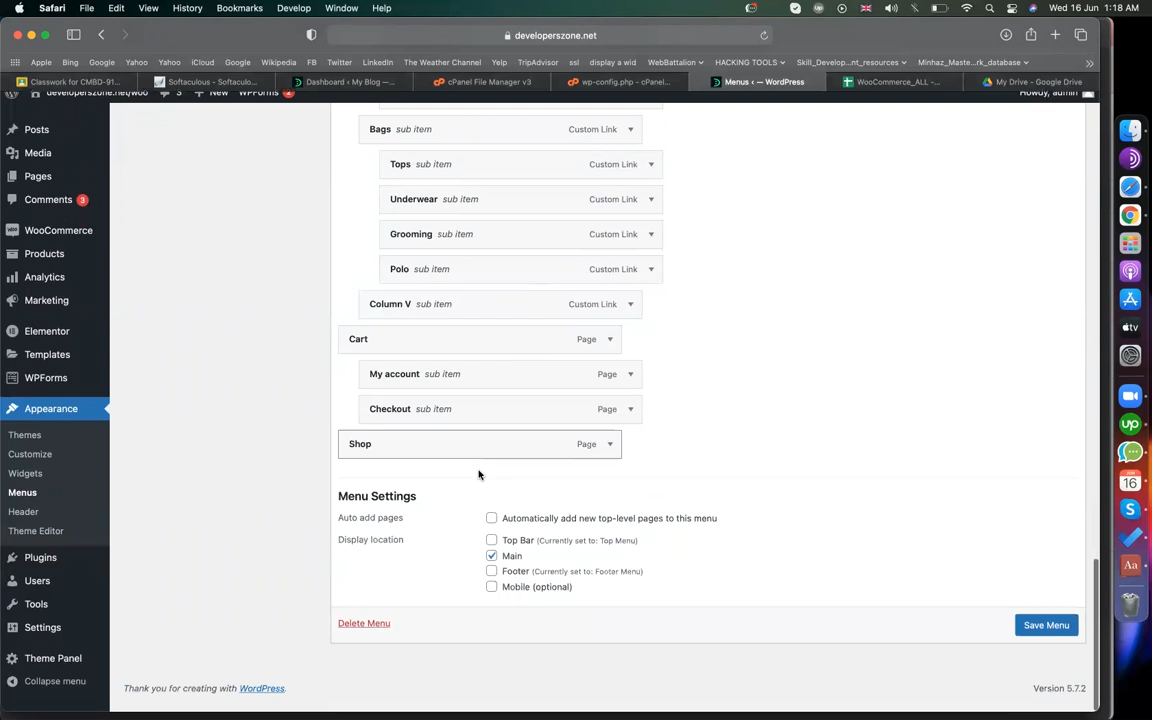 Safari File Edit View History Bookmarks Develop Window Help Wed 16 Jun 1:18 AM
developerszone.net
Apple Bing Google Yahoo Yahoo iCloud Google Wikipedia FB Twitter LinkedIn The Weather Channel Yelp TripAdvisor ssl display a wid WebBattalion HACKING TOOLS Skill_Develop...nt_resources Minhaz_Maste...rk_database
Classwork for CMBD-91... Softaculous - Softaculo... Dashboard ‹ My Blog —... cPanel File Manager v3 wp-config.php - cPanel... Menus ‹ — WordPress WooCommerce_ALL -... My Drive - Google Drive
developerszone.net/woo 3 New WPForms 2 Howdy, admin
Posts
Media
Pages
Comments 3
WooCommerce
Products
Analytics
Marketing
Elementor
Templates
WPForms
Appearance
Themes
Customize
Widgets
Menus
Header
Theme Editor
Plugins
Users
Tools
Settings
Theme Panel
Collapse menu
Bags sub item Custom Link
Tops sub item Custom Link
Underwear sub item Custom Link
Grooming sub item Custom Link
Polo sub item Custom Link
Column V sub item Custom Link
Cart Page
My account sub item Page
Checkout sub item Page
Shop Page
Menu Settings
Auto add pages Automatically add new top-level pages to this menu
Display location Top Bar (Currently set to: Top Menu)
Main
Footer (Currently set to: Footer Menu)
Mobile (optional)
Delete Menu Save Menu
Thank you for creating with WordPress. Version 5.7.2
tv
up
16
Aa